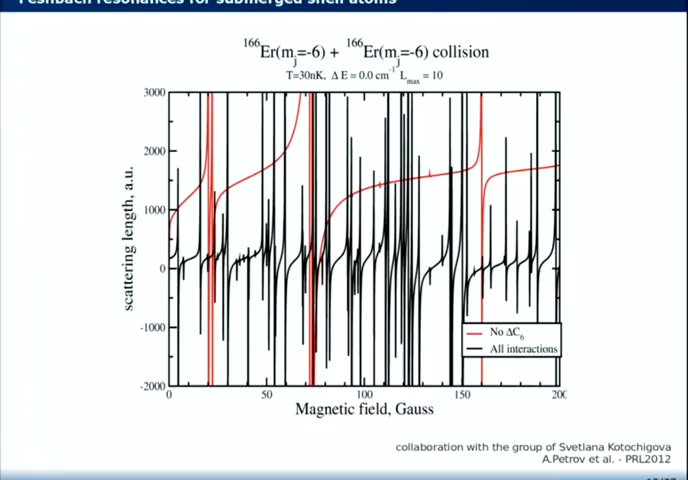 Feshbach resonances for submerged shell atoms
166Er(mj=-6) + 166Er(mj=-6) collision
T=30nK, Δ E = 0.0 cm-1 Lmax = 10
3000
2000
1000
0
-1000
-2000
scattering length, a.u.
No ΔC6
All interactions
0 50 100 150 20
Magnetic field, Gauss
collaboration with the group of Svetlana Kotochigova
A.Petrov et al. - PRL2012